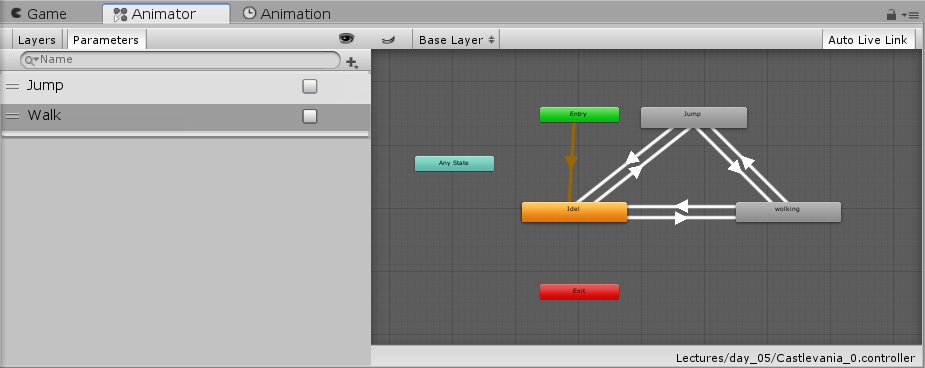 Game Animator Animation
Layers Parameters Base Layer Auto Live Link
Name
Jump
Walk
Entry Jump
Any State
Idel wolking
Exit
Lectures/day_05/Castlevania_0.controller